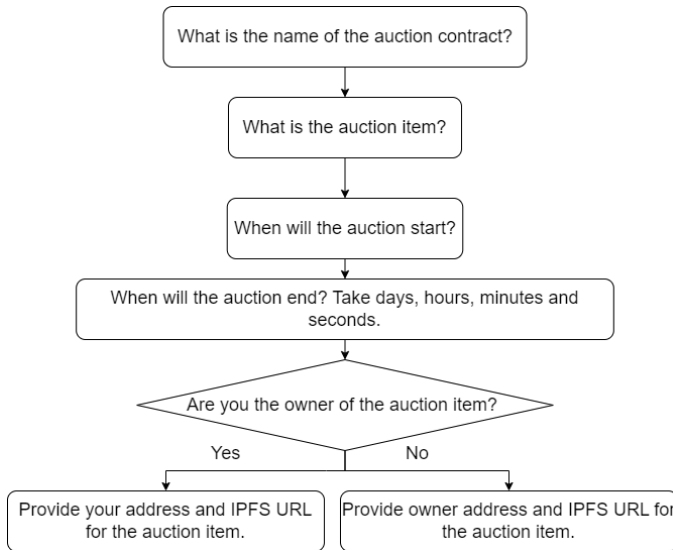 What is the name of the auction contract?
What is the auction item?
When will the auction start?
When will the auction end? Take days, hours, minutes and
seconds.
Are you the owner of the auction item?
Yes
No
Provide your address and IPFS URL
for the auction item.
Provide owner address and IPFS URL for
the auction item.